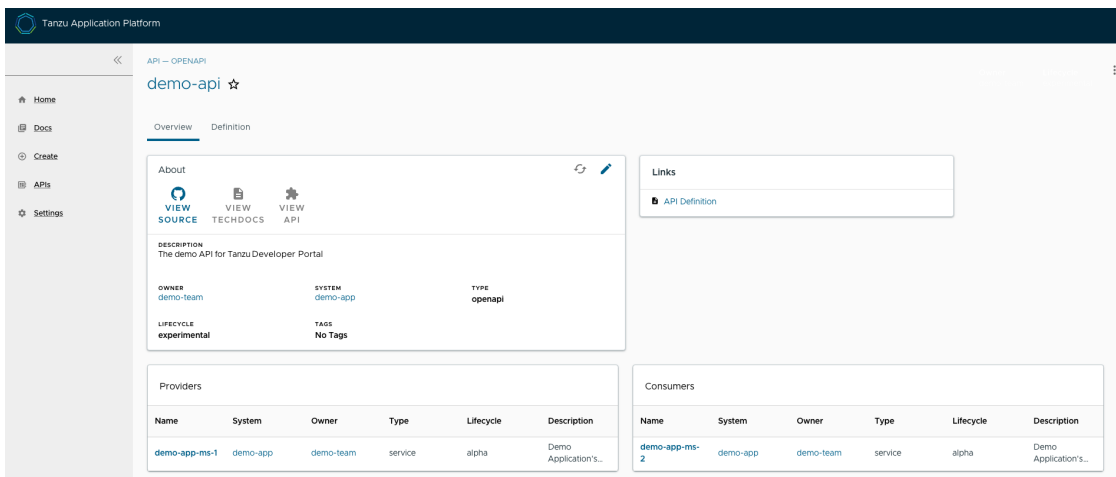 Tanzu Application Platform
API — OPENAPI
demo-api
Home
Docs
Create
APIs
Settings
Overview Definition
About
VIEW SOURCE
VIEW TECHDOCS
VIEW API
DESCRIPTION
The demo API for Tanzu Developer Portal
OWNER SYSTEM TYPE
demo-team demo-app openapi
LIFECYCLE TAGS
experimental No Tags
Links
API Definition
Providers
Name System Owner Type Lifecycle Description
demo-app-ms-1 demo-app demo-team service alpha Demo Application's...
Consumers
Name System Owner Type Lifecycle Description
demo-app-ms-2 demo-app demo-team service alpha Demo Application's...